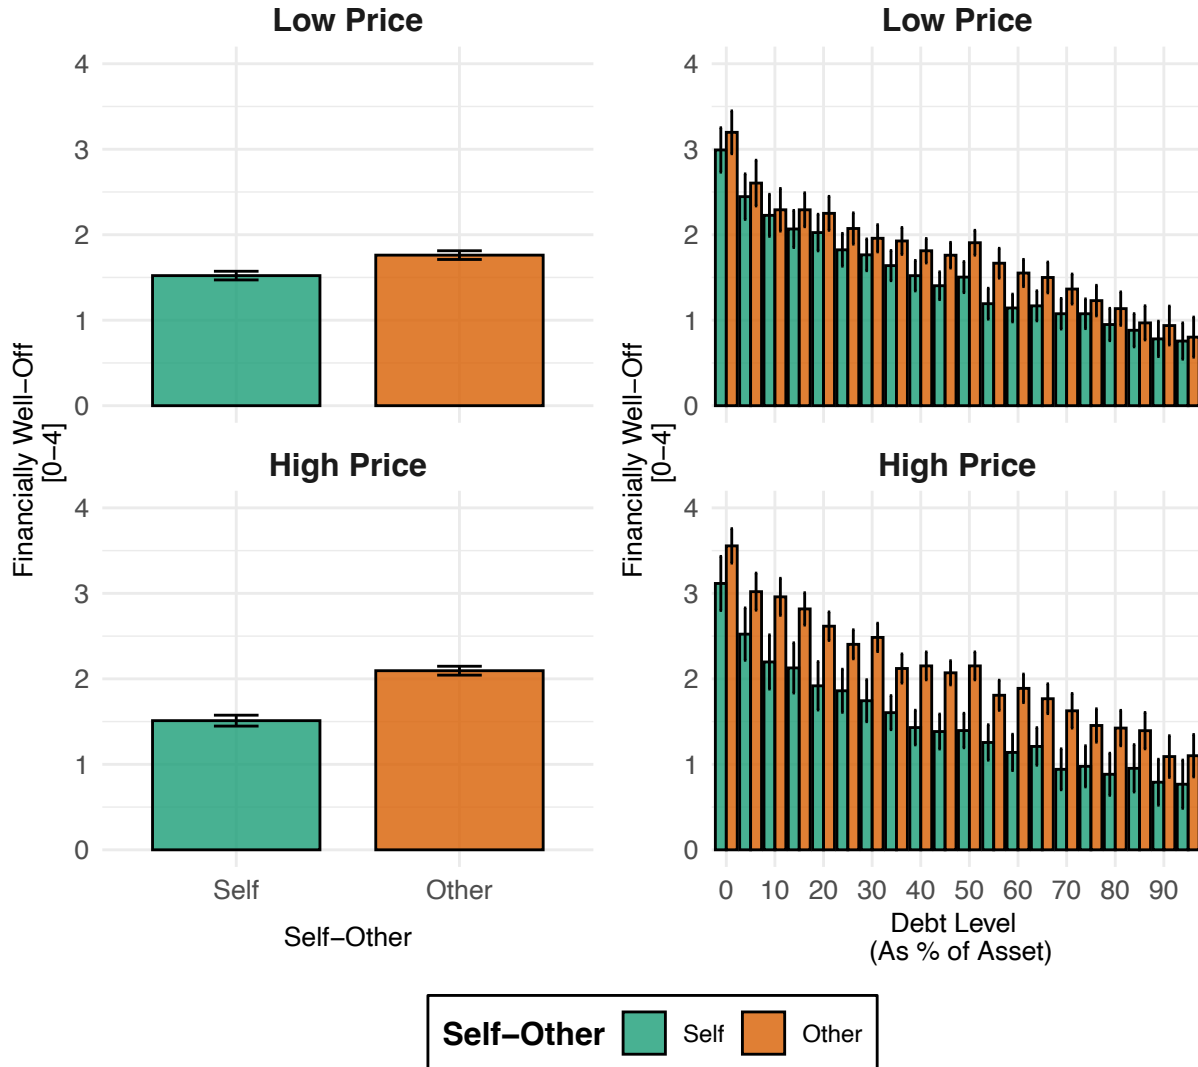 Low Price
4
3
2
1
0
Low Price
4
3
2
1
0
Financially Well−Off
[0−4]
Financially Well−Off
[0−4]
High Price
4
3
2
1
0
Self Other
Self−Other
High Price
4
3
2
1
0
0 10 20 30 40 50 60 70 80 90
Debt Level
(As % of Asset)
Self−Other Self Other